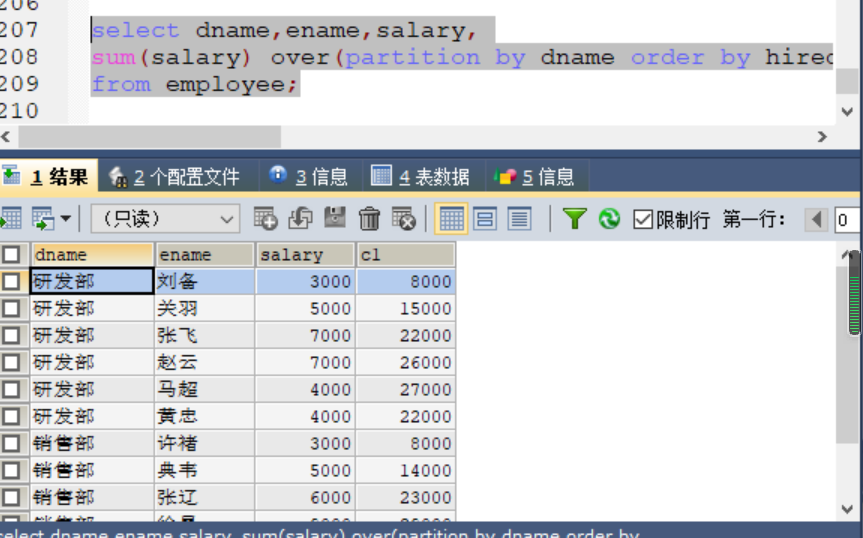 206
207 select dname,ename,salary,
208 sum(salary) over(partition by dname order by hired
209 from employee;
210
1 结果 2 个配置文件 3 信息 4 表数据 5 信息
(只读) 限制行 第一行: 0
dname ename salary c1
研发部 刘备 3000 8000
研发部 关羽 5000 15000
研发部 张飞 7000 22000
研发部 赵云 7000 26000
研发部 马超 4000 27000
研发部 黄忠 4000 22000
销售部 许褚 3000 8000
销售部 典韦 5000 14000
销售部 张辽 6000 23000
select dname,ename,salary, sum(salary) over(partition by dname order by